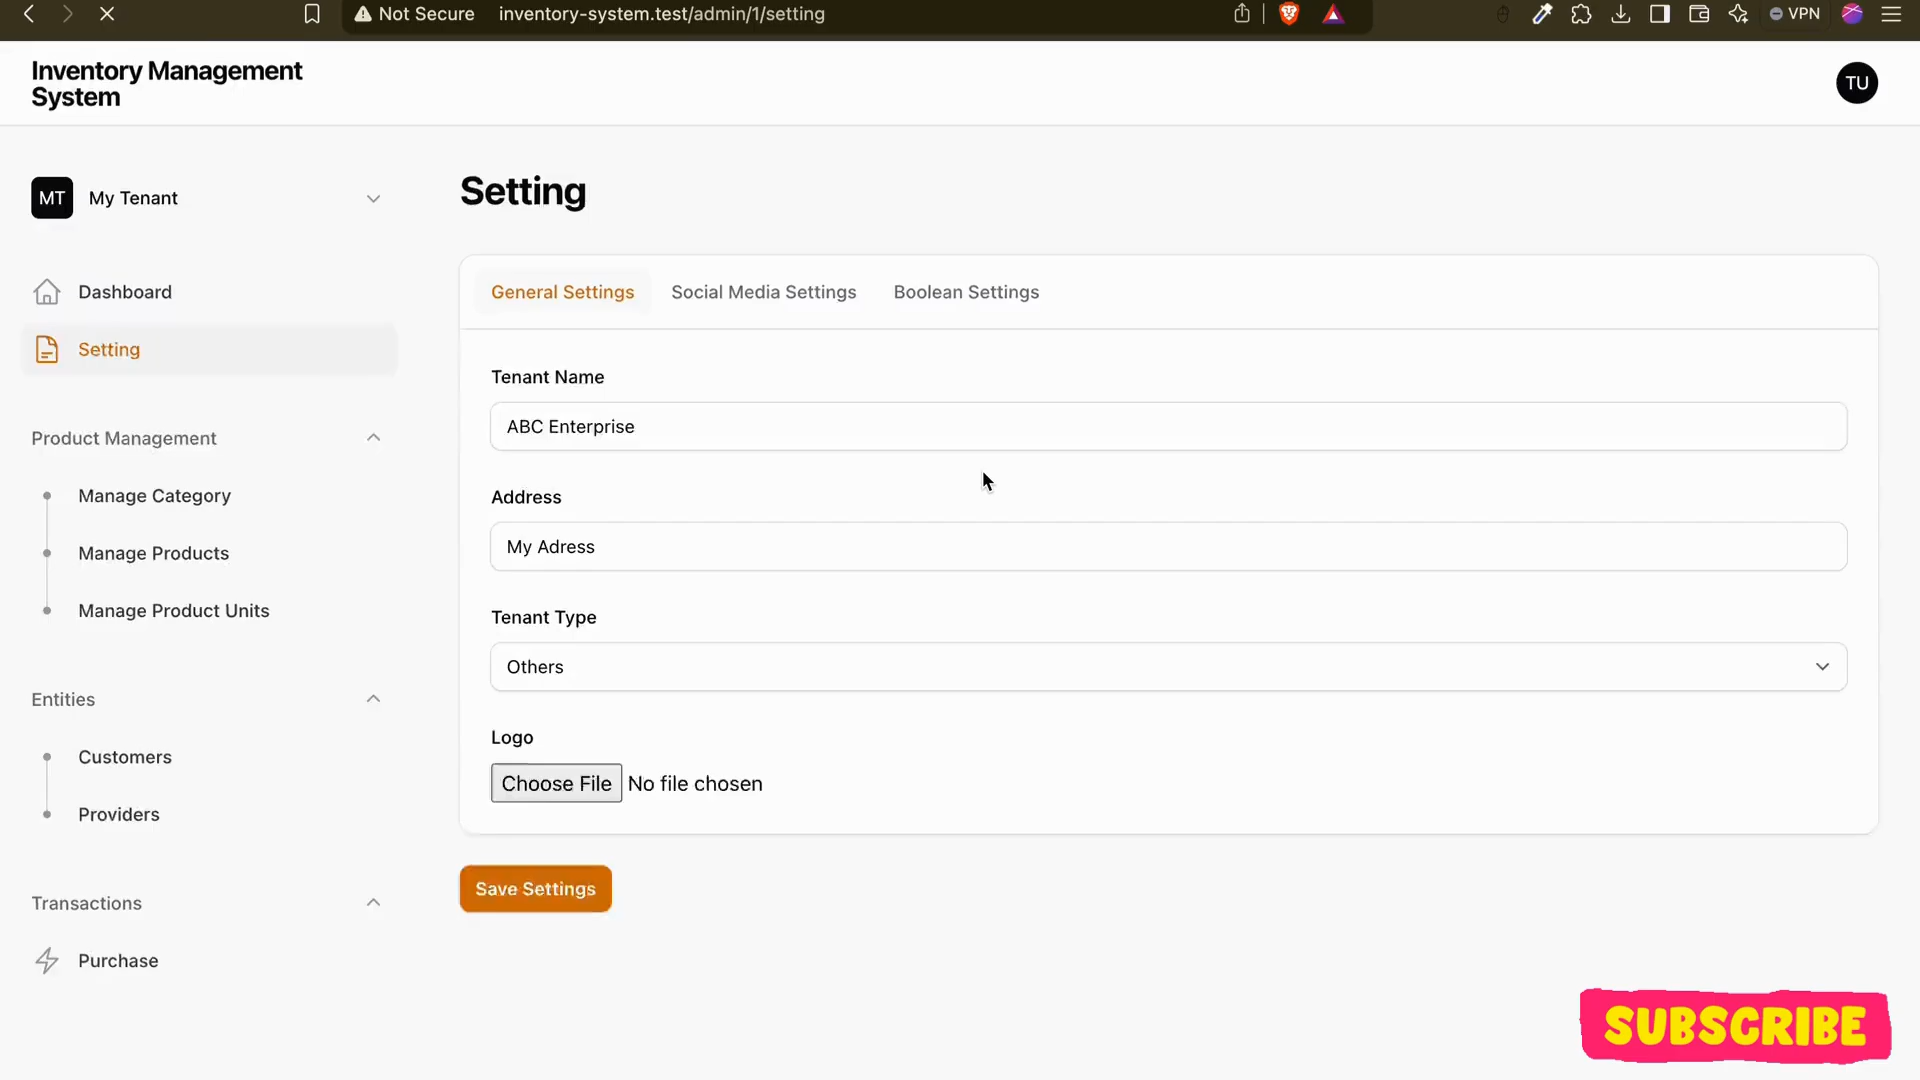 Not Secure inventory-system.test/admin/1/setting
VPN
Inventory Management
System
TU
MT My Tenant
Dashboard
Setting
Product Management
Manage Category
Manage Products
Manage Product Units
Entities
Customers
Providers
Transactions
Purchase
Setting
General Settings
Social Media Settings
Boolean Settings
Tenant Name
ABC Enterprise
Address
My Adress
Tenant Type
Others
Logo
Choose File No file chosen
Save Settings
SUBSCRIBE